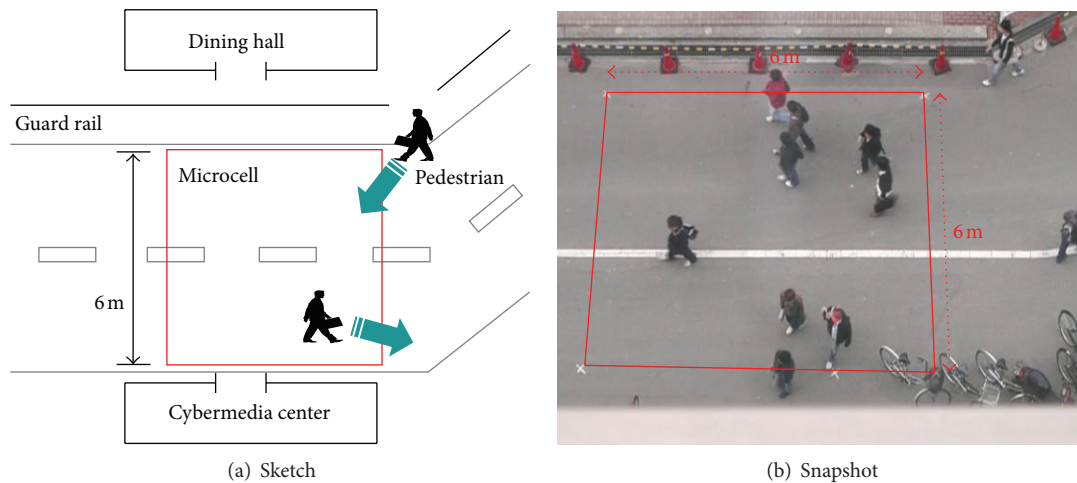 Dining hall
Guard rail
Microcell
Pedestrian
6 m
Cybermedia center
(a) Sketch
6 m
6 m
(b) Snapshot